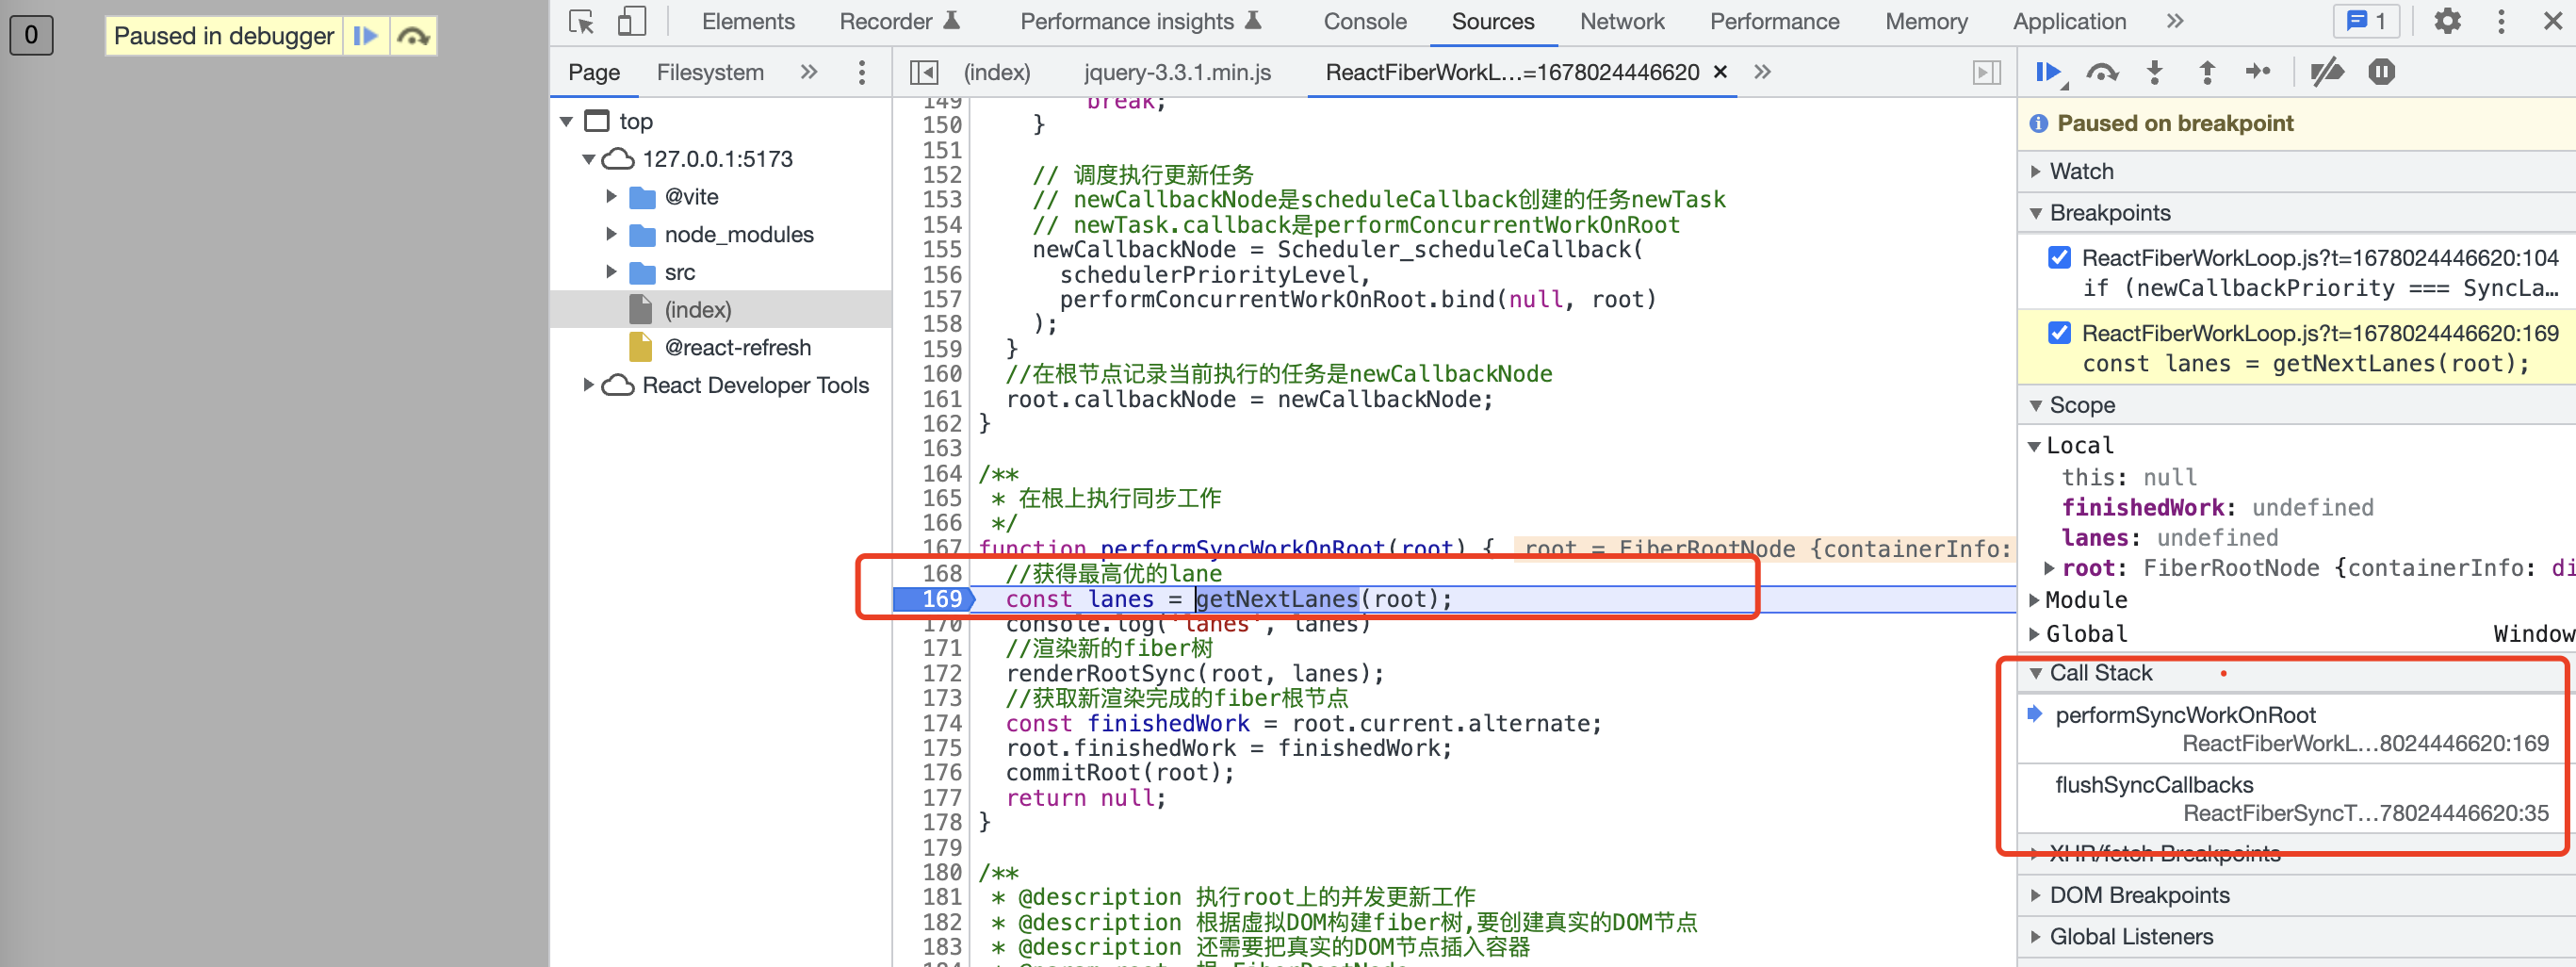 0
Paused in debugger
Elements
Recorder
Performance insights
Console
Sources
Network
Performance
Memory
Application
1
Page
Filesystem
(index)
jquery-3.3.1.min.js
ReactFiberWorkL…=1678024446620
top
127.0.0.1:5173
@vite
node_modules
src
(index)
@react-refresh
React Developer Tools
149 break;
150 }
151
152 // 调度执行更新任务
153 // newCallbackNode是scheduleCallback创建的任务newTask
154 // newTask.callback是performConcurrentWorkOnRoot
155 newCallbackNode = Scheduler_scheduleCallback(
156 schedulerPriorityLevel,
157 performConcurrentWorkOnRoot.bind(null, root)
158 );
159 }
160 //在根节点记录当前执行的任务是newCallbackNode
161 root.callbackNode = newCallbackNode;
162 }
163
164 /**
165 * 在根上执行同步工作
166 */
167 function performSyncWorkOnRoot(root) { root = FiberRootNode {containerInfo:
168 //获得最高优的lane
169 const lanes = getNextLanes(root);
170 console.log('lanes', lanes)
171 //渲染新的fiber树
172 renderRootSync(root, lanes);
173 //获取新渲染完成的fiber根节点
174 const finishedWork = root.current.alternate;
175 root.finishedWork = finishedWork;
176 commitRoot(root);
177 return null;
178 }
179
180 /**
181 * @description 执行root上的并发更新工作
182 * @description 根据虚拟DOM构建fiber树,要创建真实的DOM节点
183 * @description 还需要把真实的DOM节点插入容器
Paused on breakpoint
Watch
Breakpoints
ReactFiberWorkLoop.js?t=1678024446620:104
if (newCallbackPriority === SyncLa…
ReactFiberWorkLoop.js?t=1678024446620:169
const lanes = getNextLanes(root);
Scope
Local
this: null
finishedWork: undefined
lanes: undefined
root: FiberRootNode {containerInfo: di
Module
Global Window
Call Stack
performSyncWorkOnRoot
ReactFiberWorkL…8024446620:169
flushSyncCallbacks
ReactFiberSyncT…78024446620:35
XHR/fetch Breakpoints
DOM Breakpoints
Global Listeners